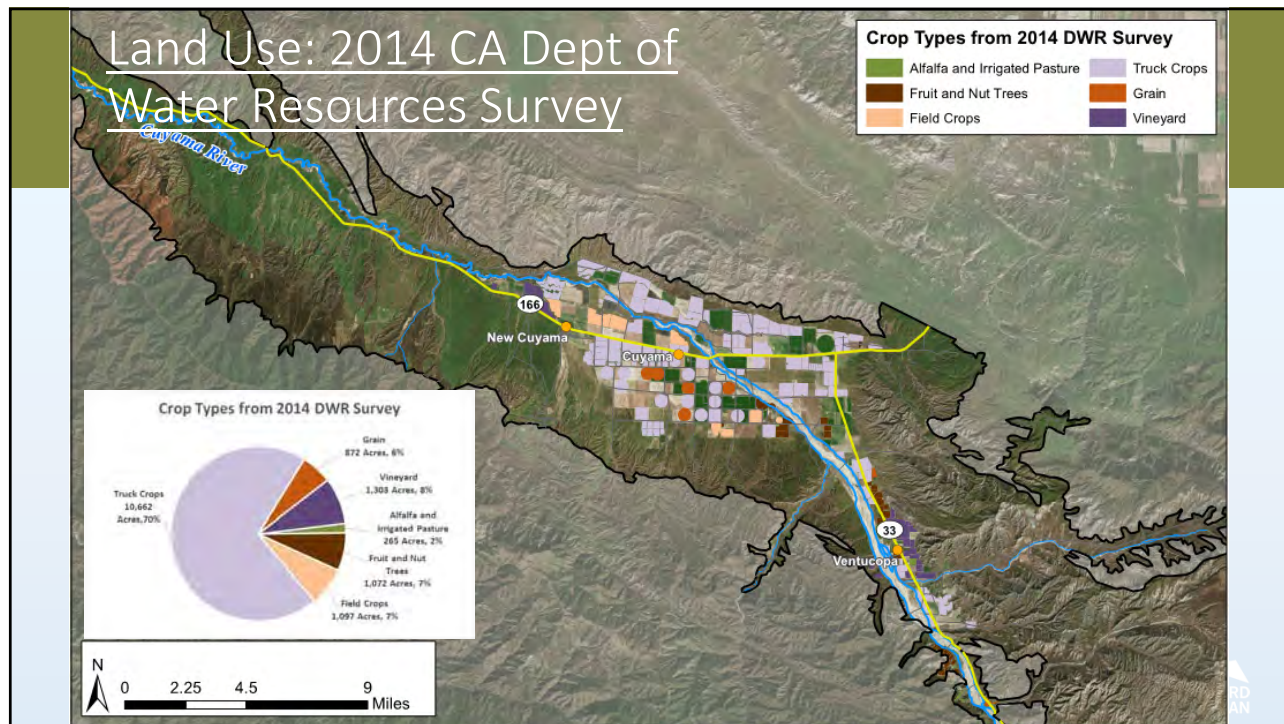 Land Use: 2014 CA Dept of
Water Resources Survey
Crop Types from 2014 DWR Survey
Alfalfa and Irrigated Pasture
Truck Crops
Fruit and Nut Trees
Grain
Field Crops
Vineyard
Cuyama River
166
New Cuyama
Cuyama
33
Ventucopa
Crop Types from 2014 DWR Survey
Grain
872 Acres, 6%
Vineyard
1,303 Acres, 8%
Truck Crops
10,662
Acres,70%
Alfalfa and
Irrigated Pasture
265 Acres, 2%
Fruit and Nut
Trees
1,072 Acres, 7%
Field Crops
1,097 Acres, 7%
N
0 2.25 4.5 9
Miles
RD
AN